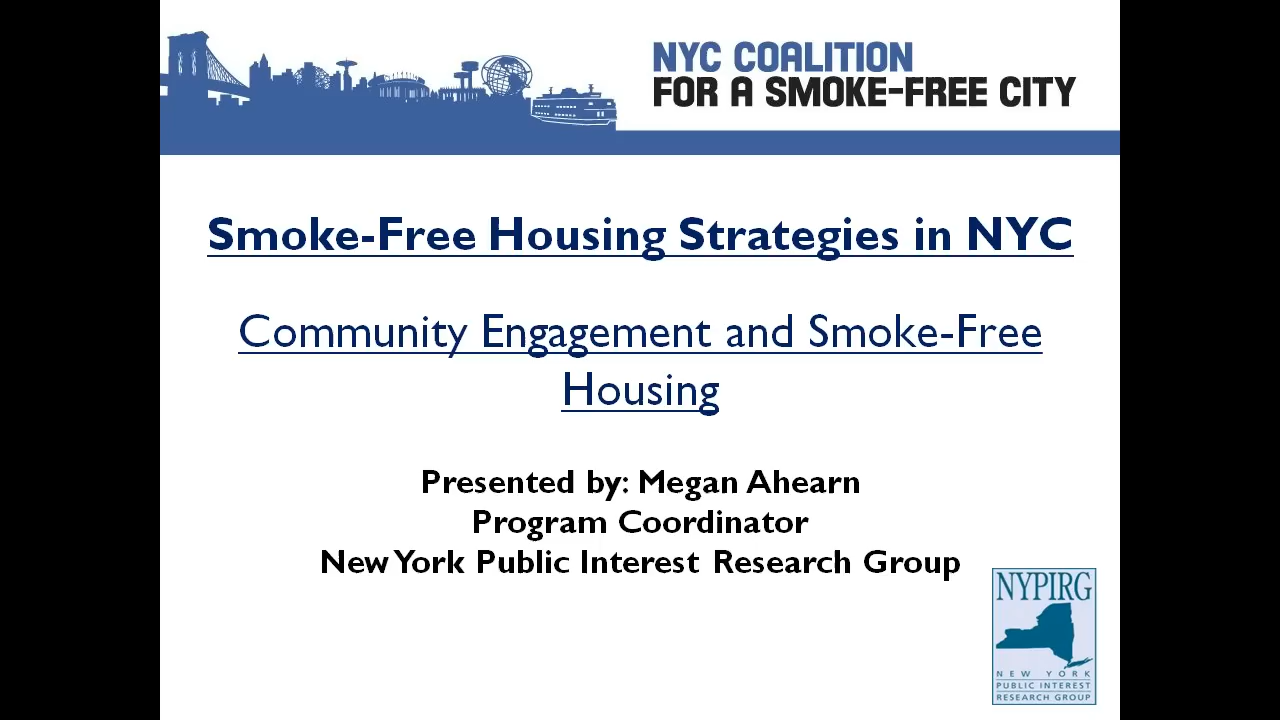 NYC COALITION
FOR A SMOKE-FREE CITY
Smoke-Free Housing Strategies in NYC
Community Engagement and Smoke-Free
Housing
Presented by: Megan Ahearn
Program Coordinator
New York Public Interest Research Group
NYPIRG
NEW YORK
PUBLIC INTEREST
RESEARCH GROUP